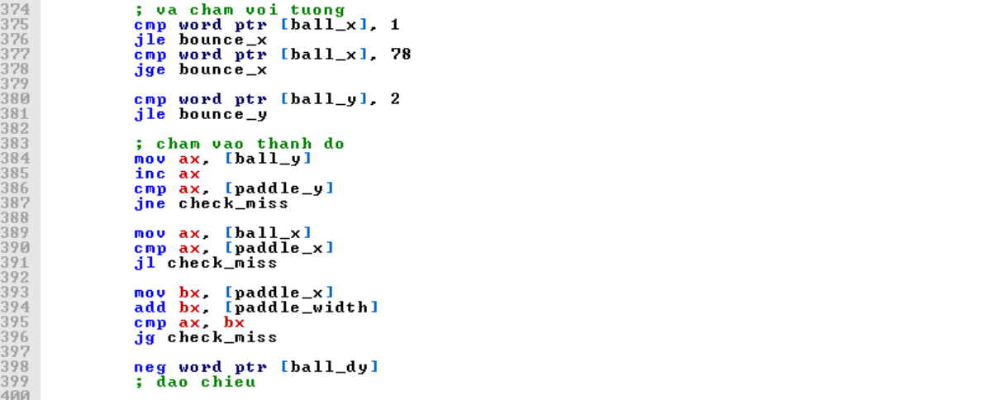 374 ; va cham voi tuong
375 cmp word ptr [ball_x], 1
376 jle bounce_x
377 cmp word ptr [ball_x], 78
378 jge bounce_x
379
380 cmp word ptr [ball_y], 2
381 jle bounce_y
382
383 ; cham vao thanh do
384 mov ax, [ball_y]
385 inc ax
386 cmp ax, [paddle_y]
387 jne check_miss
388
389 mov ax, [ball_x]
390 cmp ax, [paddle_x]
391 jl check_miss
392
393 mov bx, [paddle_x]
394 add bx, [paddle_width]
395 cmp ax, bx
396 jg check_miss
397
398 neg word ptr [ball_dy]
399 ; dao chieu
400